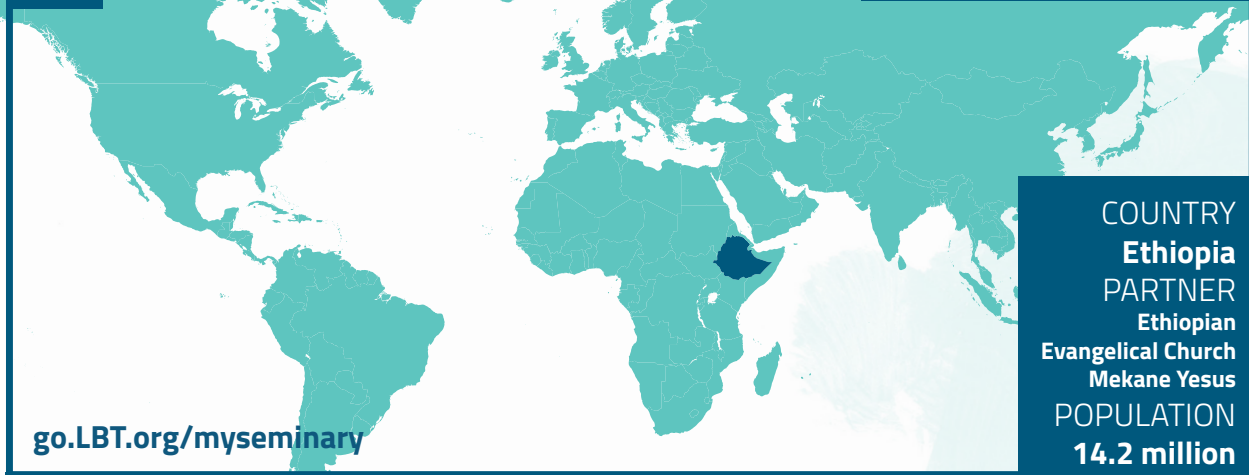 COUNTRY
Ethiopia
PARTNER
Ethiopian
Evangelical Church
Mekane Yesus
POPULATION
14.2 million
go.LBT.org/myseminary